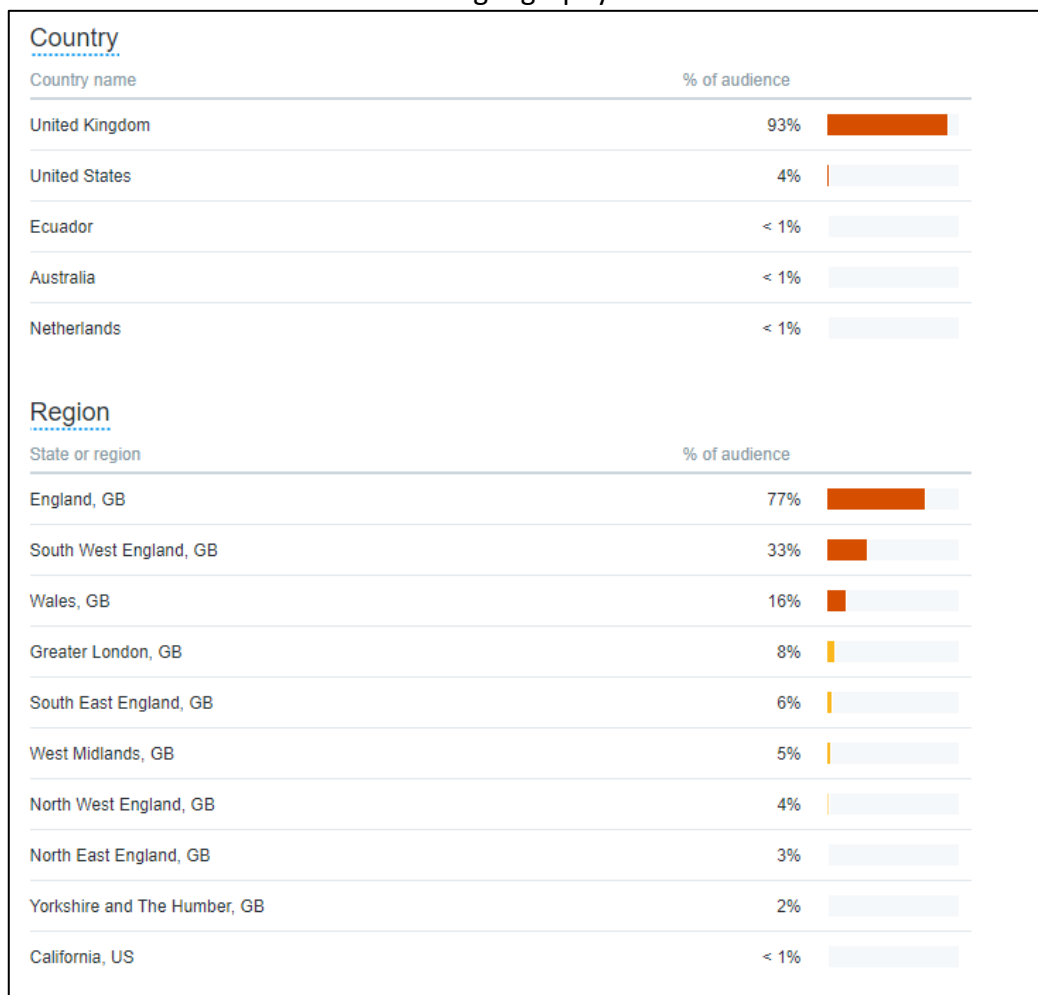 Country
Country name % of audience
United Kingdom 93%
United States 4%
Ecuador < 1%
Australia < 1%
Netherlands < 1%
Region
State or region % of audience
England, GB 77%
South West England, GB 33%
Wales, GB 16%
Greater London, GB 8%
South East England, GB 6%
West Midlands, GB 5%
North West England, GB 4%
North East England, GB 3%
Yorkshire and The Humber, GB 2%
California, US < 1%